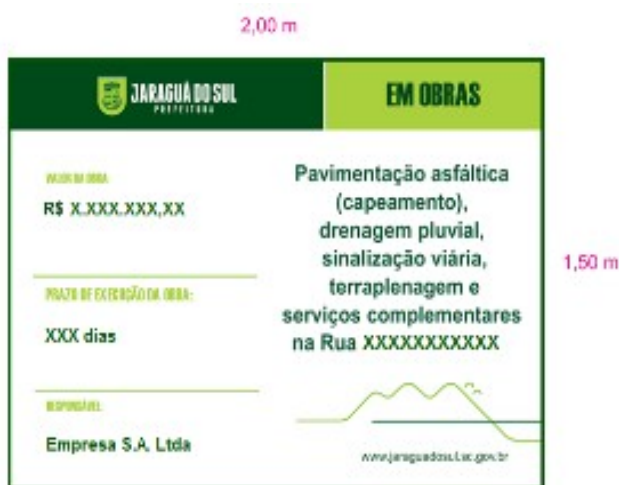 2,00 m
JARAGUÁ DO SUL
PREFEITURA
EM OBRAS
VALOR DA OBRA:
R$ X.XXX.XXX,XX
PRAZO DE EXECUÇÃO DA OBRA:
XXX dias
RESPONSÁVEL:
Empresa S.A. Ltda
Pavimentação asfáltica
(capeamento),
drenagem pluvial,
sinalização viária,
terraplenagem e
serviços complementares
na Rua XXXXXXXXXXX
www.jaraguadosul.sc.gov.br
1,50 m